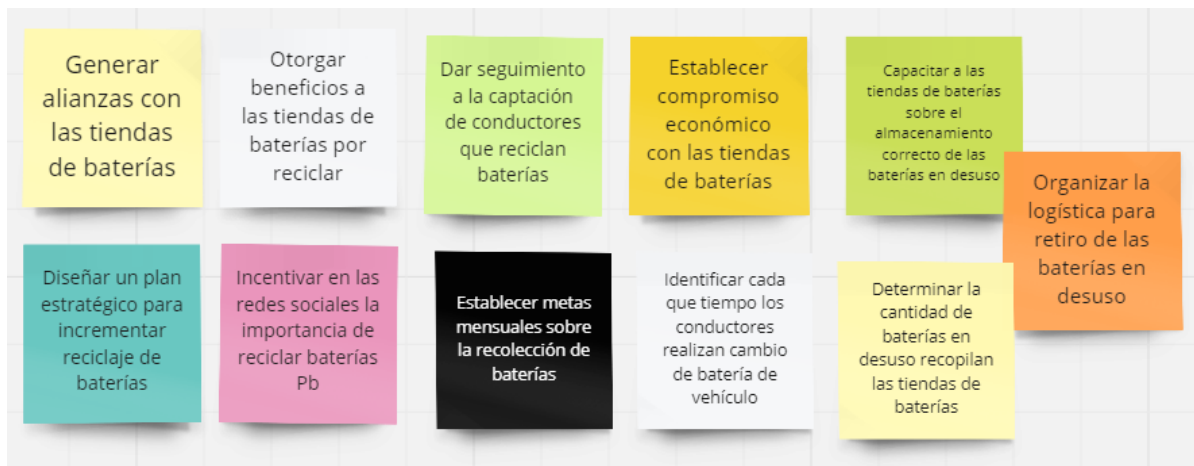 Generar
alianzas con
las tiendas
de baterías
Otorgar
beneficios a
las tiendas de
baterías por
reciclar
Dar seguimiento
a la captación
de conductores
que reciclan
baterías
Establecer
compromiso
económico
con las tiendas
de baterías
Capacitar a las
tiendas de baterías
sobre el
almacenamiento
correcto de las
baterías en desuso
Organizar la
logística para
retiro de las
baterías en
desuso
Diseñar un plan
estratégico para
incrementar
reciclaje de
baterías
Incentivar en las
redes sociales la
importancia de
reciclar baterías
Pb
Establecer metas
mensuales sobre
la recolección de
baterías
Identificar cada
que tiempo los
conductores
realizan cambio
de batería de
vehículo
Determinar la
cantidad de
baterías en
desuso recopilan
las tiendas de
baterías